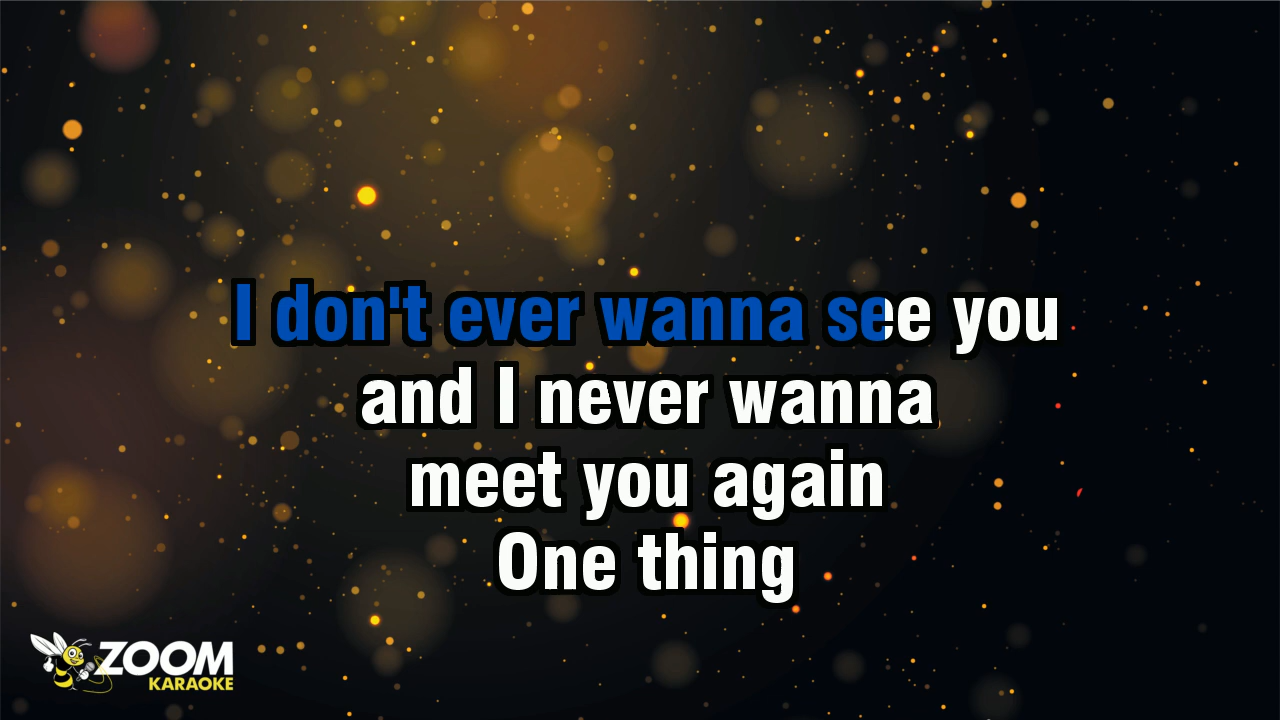 I don't ever wanna see you
and I never wanna
meet you again
One thing
ZOOM
KARAOKE